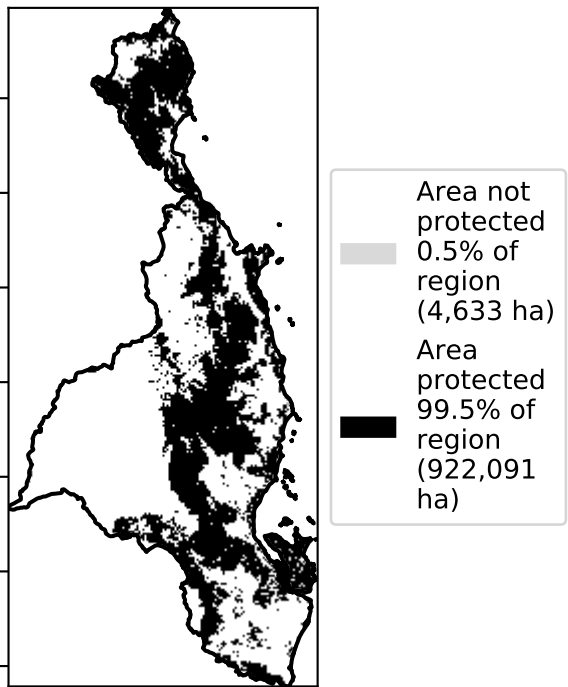 Area not
protected
0.5% of
region
(4,633 ha)
Area
protected
99.5% of
region
(922,091
ha)